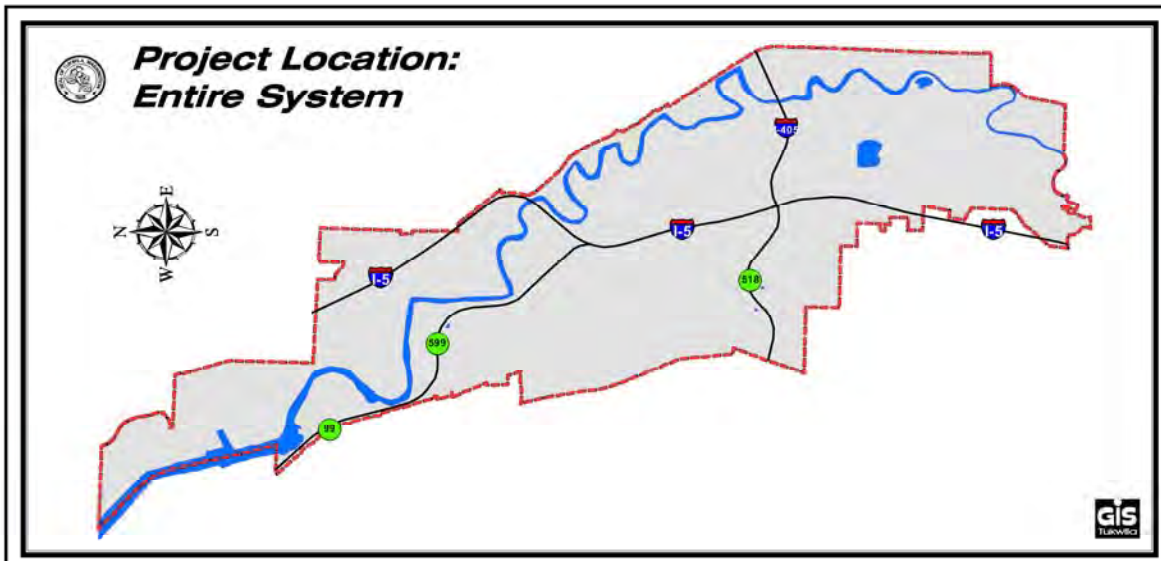 Project Location:
Entire System
E
N
S
W
I-405
I-5
I-5
I-5
518
599
99
GIS
Tukwila